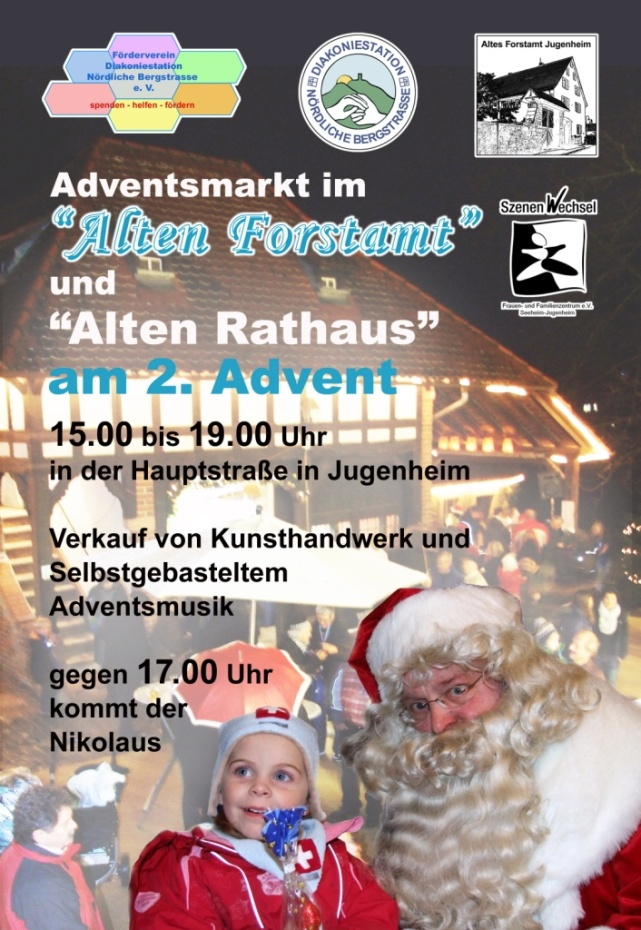 Förderverein
Diakoniestation
Nördliche Bergstrasse
e. V.
spenden - helfen - fördern
DIAKONIESTATION
NÖRDLICHE BERGSTRASSE
Altes Forstamt Jugenheim
Adventsmarkt im
“Alten Forstamt”
und
“Alten Rathaus”
am 2. Advent
Szenen Wechsel
Frauen- und Familienzentrum e.V.
Seeheim-Jugenheim
15.00 bis 19.00 Uhr
in der Hauptstraße in Jugenheim
Verkauf von Kunsthandwerk und
Selbstgebasteltem
Adventsmusik
gegen 17.00 Uhr
kommt der
Nikolaus